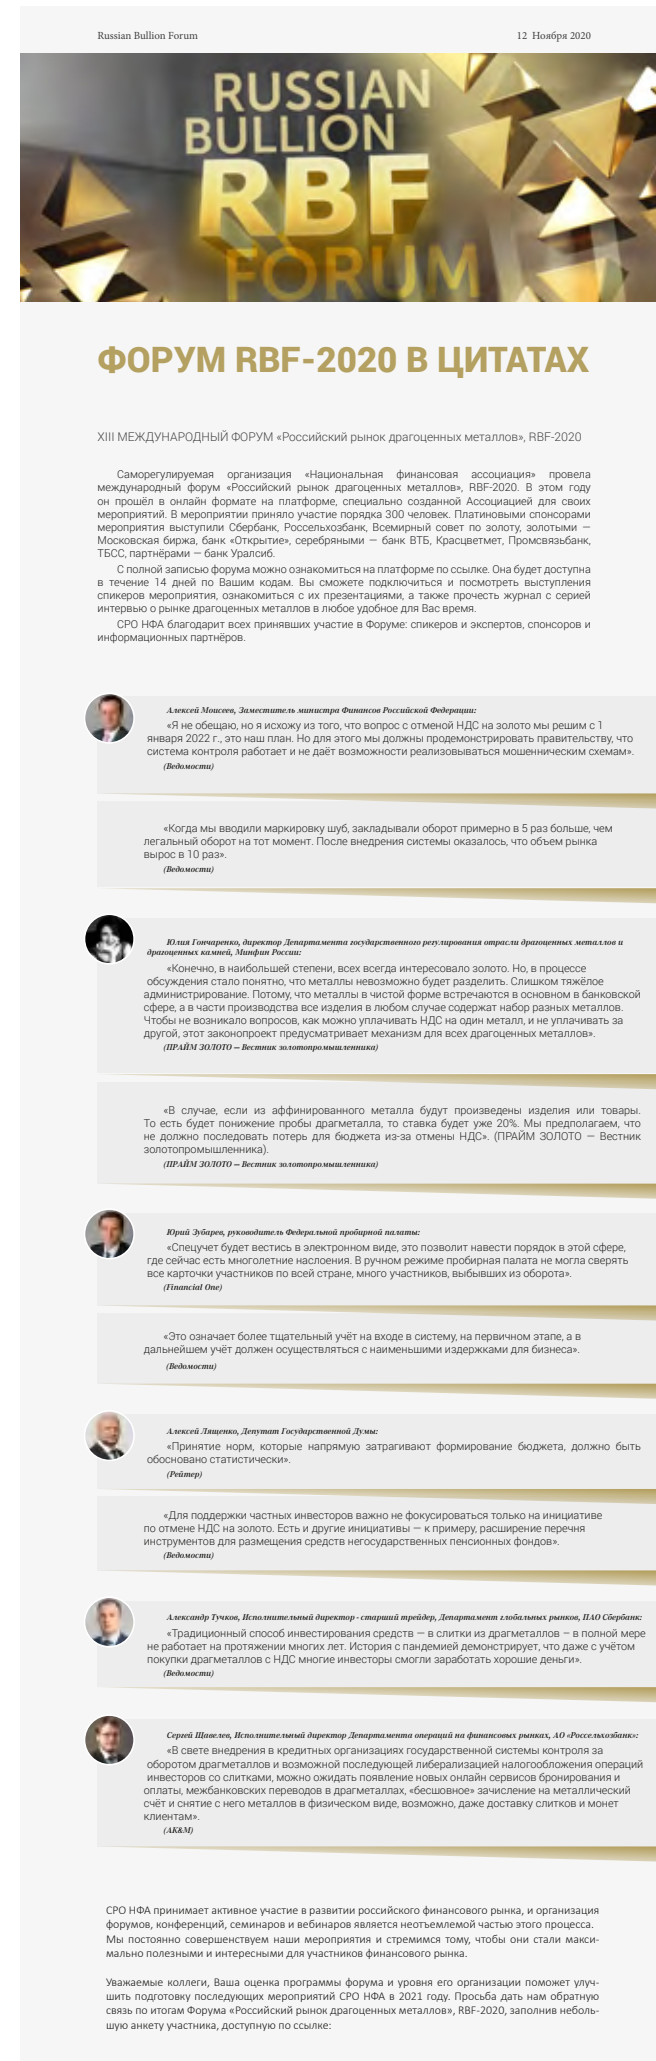 Russian Bullion Forum
12 Ноября 2020
RUSSIAN
BULLION
RBF
FORUM
ФОРУМ RBF-2020 В ЦИТАТАХ
XIII МЕЖДУНАРОДНЫЙ ФОРУМ «Российский рынок драгоценных металлов», RBF-2020
Саморегулируемая организация «Национальная финансовая ассоциация» провела
международный форум «Российский рынок драгоценных металлов», RBF-2020. В этом году
он прошёл в онлайн формате на платформе, специально созданной Ассоциацией для своих
мероприятий. В мероприятии приняло участие порядка 300 человек. Платиновыми спонсорами
мероприятия выступили Сбербанк, Россельхозбанк, Всемирный совет по золоту, золотыми —
Московская биржа, банк «Открытие», серебряными — банк ВТБ, Красцветмет, Промсвязьбанк,
ТБСС, партнёрами — банк Уралсиб.
С полной записью форума можно ознакомиться на платформе по ссылке. Она будет доступна
в течение 14 дней по Вашим кодам. Вы сможете подключиться и посмотреть выступления
спикеров мероприятия, ознакомиться с их презентациями, а также прочесть журнал с серией
интервью о рынке драгоценных металлов в любое удобное для Вас время.
СРО НФА благодарит всех принявших участие в Форуме: спикеров и экспертов, спонсоров и
информационных партнёров.
Алексей Моисеев, Заместитель министра Финансов Российской Федерации:
«Я не обещаю, но я исхожу из того, что вопрос с отменой НДС на золото мы решим с 1
января 2022 г., это наш план. Но для этого мы должны продемонстрировать правительству, что
система контроля работает и не даёт возможности реализовываться мошенническим схемам».
(Ведомости)
«Когда мы вводили маркировку шуб, закладывали оборот примерно в 5 раз больше, чем
легальный оборот на тот момент. После внедрения системы оказалось, что объем рынка
вырос в 10 раз».
(Ведомости)
Юлия Гончаренко, директор Департамента государственного регулирования отрасли драгоценных металлов и
драгоценных камней, Минфин России:
«Конечно, в наибольшей степени, всех всегда интересовало золото. Но, в процессе
обсуждения стало понятно, что металлы невозможно будет разделить. Слишком тяжёлое
администрирование. Потому, что металлы в чистой форме встречаются в основном в банковской
сфере, а в части производства все изделия в любом случае содержат набор разных металлов.
Чтобы не возникало вопросов, как можно уплачивать НДС на один металл, и не уплачивать за
другой, этот законопроект предусматривает механизм для всех драгоценных металлов».
(ПРАЙМ ЗОЛОТО – Вестник золотопромышленника)
«В случае, если из аффинированного металла будут произведены изделия или товары.
То есть будет понижение пробы драгметалла, то ставка будет уже 20%. Мы предполагаем, что
не должно последовать потерь для бюджета из-за отмены НДС». (ПРАЙМ ЗОЛОТО — Вестник
золотопромышленника).
(ПРАЙМ ЗОЛОТО – Вестник золотопромышленника)
Юрий Зубарев, руководитель Федеральной пробирной палаты:
«Спецучет будет вестись в электронном виде, это позволит навести порядок в этой сфере,
где сейчас есть многолетние наслоения. В ручном режиме пробирная палата не могла сверять
все карточки участников по всей стране, много участников, выбывших из оборота».
(Financial One)
«Это означает более тщательный учёт на входе в систему, на первичном этапе, а в
дальнейшем учёт должен осуществляться с наименьшими издержками для бизнеса».
(Ведомости)
Алексей Лященко, Депутат Государственной Думы:
«Принятие норм, которые напрямую затрагивают формирование бюджета, должно быть
обосновано статистически».
(Рейтер)
«Для поддержки частных инвесторов важно не фокусироваться только на инициативе
по отмене НДС на золото. Есть и другие инициативы — к примеру, расширение перечня
инструментов для размещения средств негосударственных пенсионных фондов».
(Ведомости)
Александр Тучков, Исполнительный директор - старший трейдер, Департамент глобальных рынков, ПАО Сбербанк:
«Традиционный способ инвестирования средств — в слитки из драгметаллов – в полной мере
не работает на протяжении многих лет. История с пандемией демонстрирует, что даже с учётом
покупки драгметаллов с НДС многие инвесторы смогли заработать хорошие деньги».
(Ведомости)
Сергей Щавелев, Исполнительный директор Департамента операций на финансовых рынках, АО «Россельхозбанк»:
«В свете внедрения в кредитных организациях государственной системы контроля за
оборотом драгметаллов и возможной последующей либерализацией налогообложения операций
инвесторов со слитками, можно ожидать появление новых онлайн сервисов бронирования и
оплаты, межбанковских переводов в драгметаллах, «бесшовное» зачисление на металлический
счёт и снятие с него металлов в физическом виде, возможно, даже доставку слитков и монет
клиентам».
(AK&M)
СРО НФА принимает активное участие в развитии российского финансового рынка, и организация
форумов, конференций, семинаров и вебинаров является неотъемлемой частью этого процесса.
Мы постоянно совершенствуем наши мероприятия и стремимся тому, чтобы они стали макси-
мально полезными и интересными для участников финансового рынка.
Уважаемые коллеги, Ваша оценка программы форума и уровня его организации поможет улуч-
шить подготовку последующих мероприятий СРО НФА в 2021 году. Просьба дать нам обратную
связь по итогам Форума «Российский рынок драгоценных металлов», RBF-2020, заполнив неболь-
шую анкету участника, доступную по ссылке: